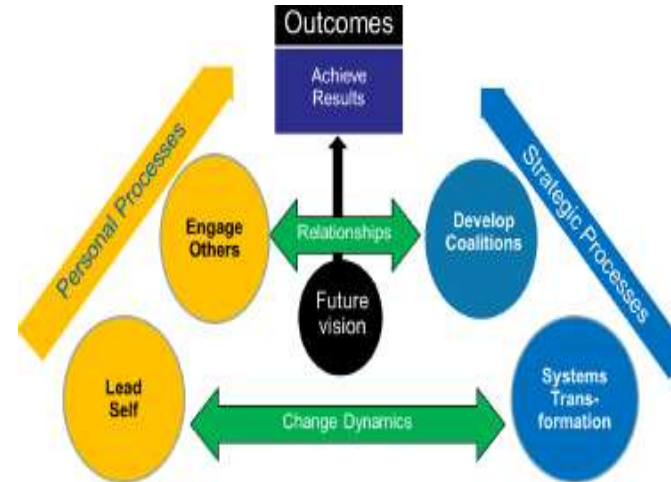 Outcomes
Achieve
Results
Personal Processes
Strategic Processes
Engage
Others
Relationships
Develop
Coalitions
Future
vision
Lead
Self
Change Dynamics
Systems
Trans-
formation